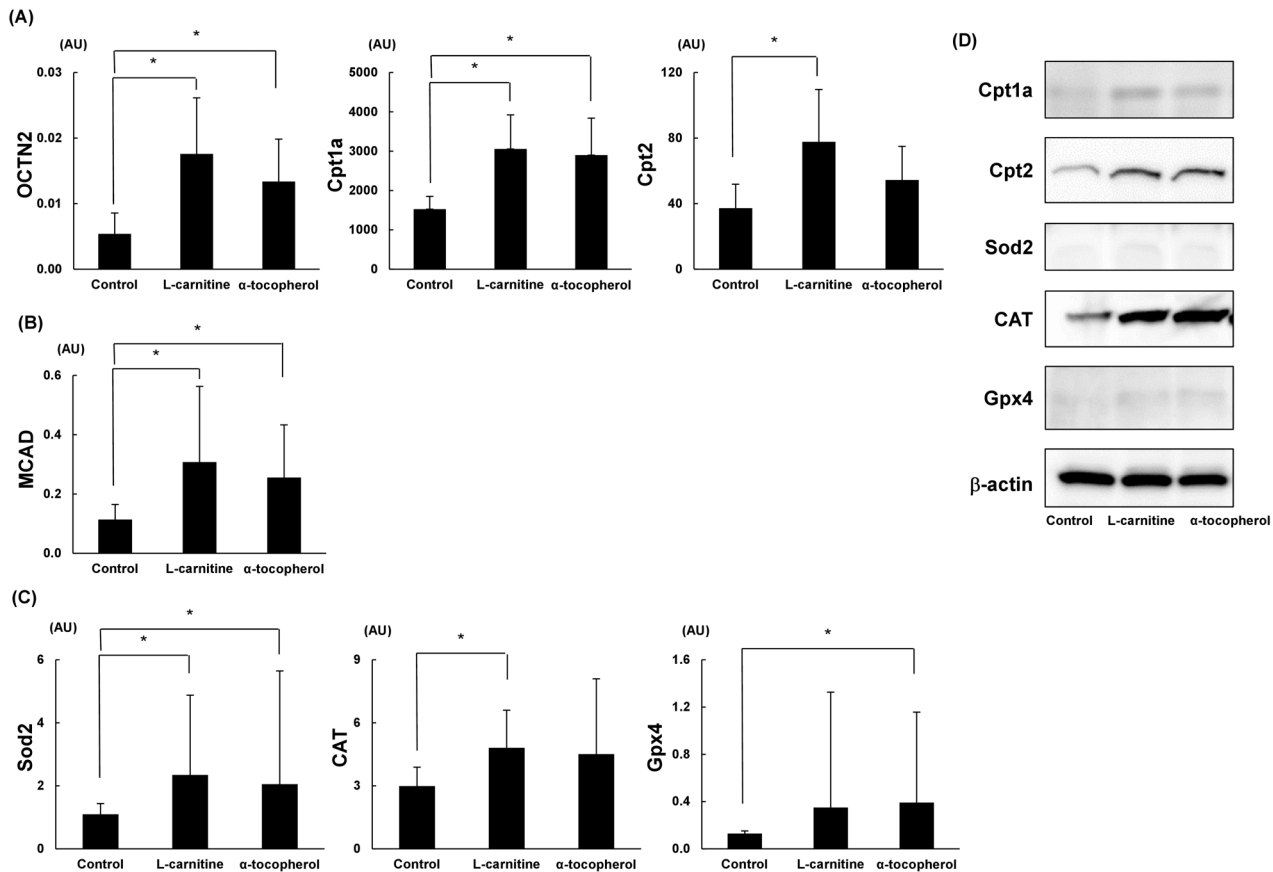 (A)
(AU)
*
*
0.03
0.02
0.01
0.00
OCTN2
Control L-carnitine α-tocopherol
(AU)
*
*
5000
4000
3000
2000
1000
0
Cpt1a
Control L-carnitine α-tocopherol
(AU)
*
120
80
40
0
Cpt2
Control L-carnitine α-tocopherol
(B)
(AU)
*
*
0.6
0.4
0.2
0.0
MCAD
Control L-carnitine α-tocopherol
(C)
(AU)
*
*
6
4
2
0
Sod2
Control L-carnitine α-tocopherol
(AU)
*
9
6
3
0
CAT
Control L-carnitine α-tocopherol
(AU)
*
1.6
1.2
0.8
0.4
0.0
Gpx4
Control L-carnitine α-tocopherol
(D)
Cpt1a
Cpt2
Sod2
CAT
Gpx4
β-actin
Control L-carnitine α-tocopherol